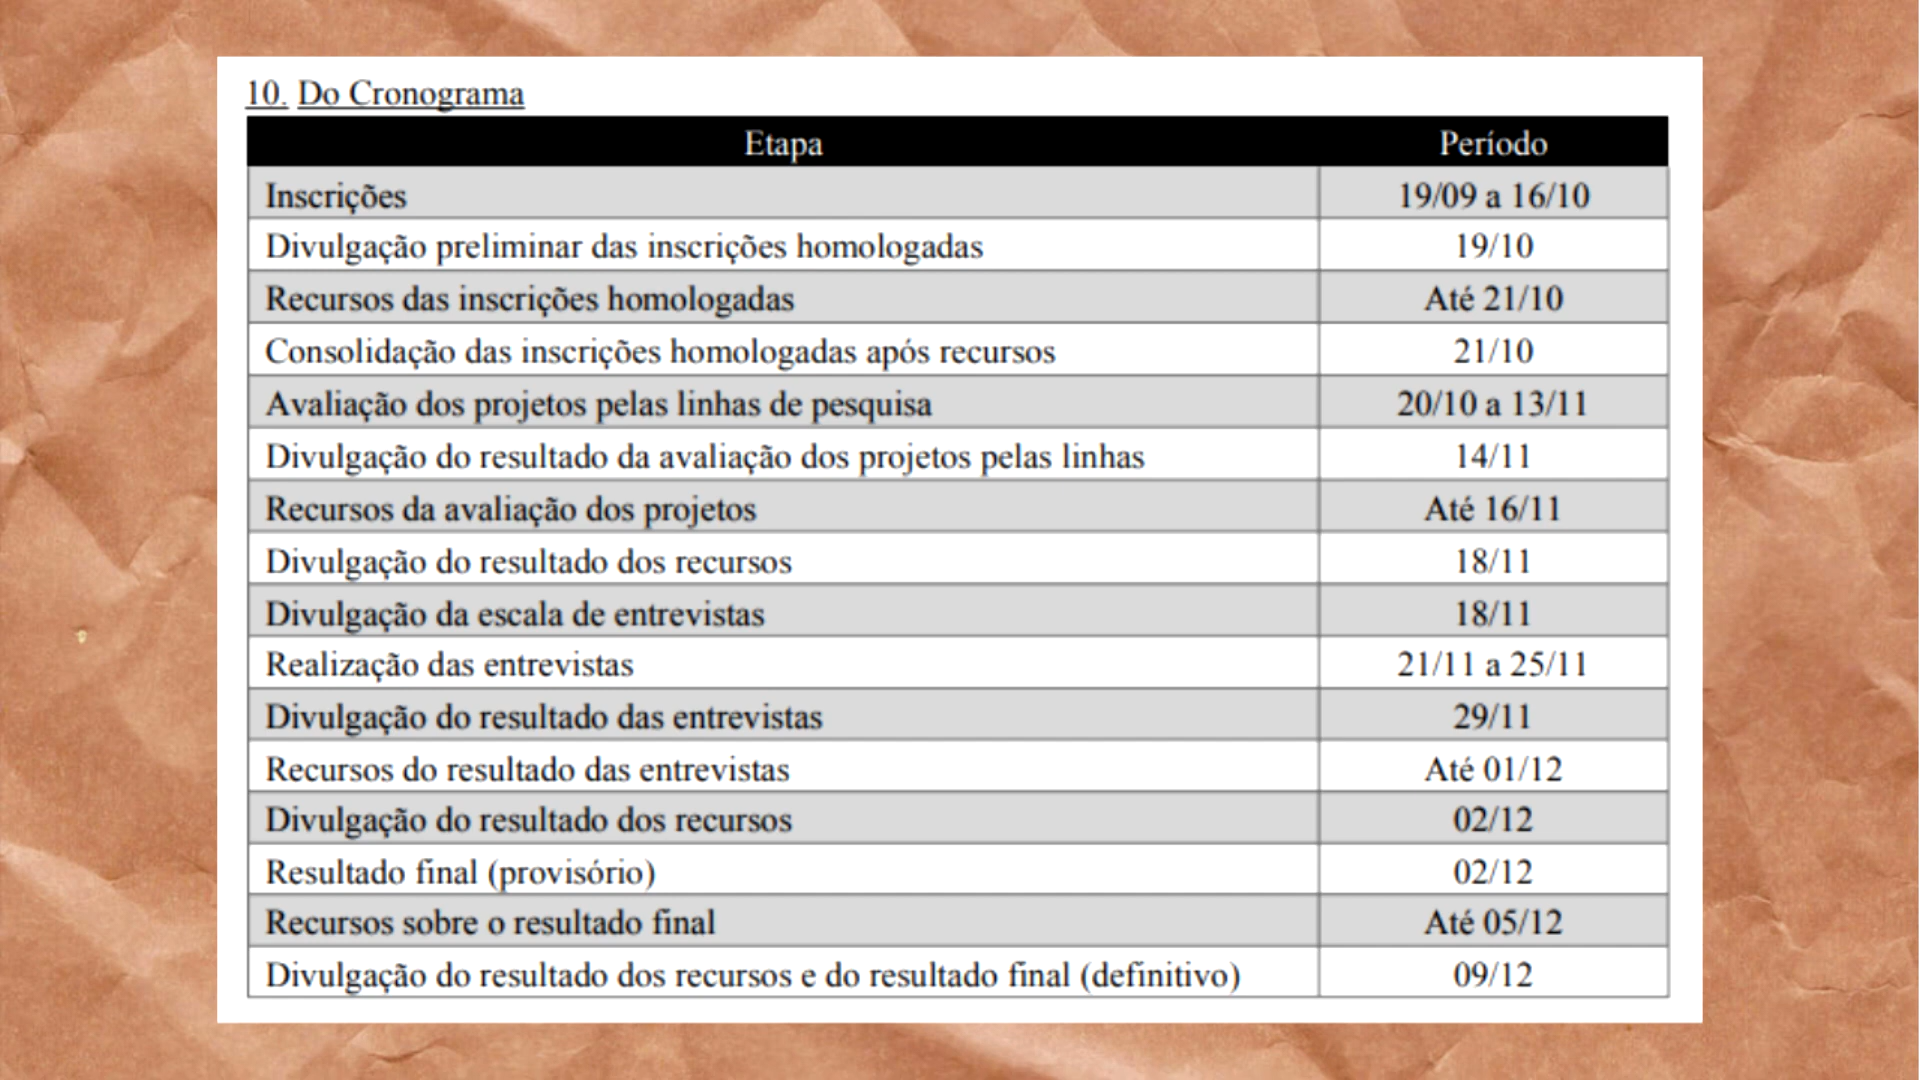 10. Do Cronograma
Etapa Período
Inscrições 19/09 a 16/10
Divulgação preliminar das inscrições homologadas 19/10
Recursos das inscrições homologadas Até 21/10
Consolidação das inscrições homologadas após recursos 21/10
Avaliação dos projetos pelas linhas de pesquisa 20/10 a 13/11
Divulgação do resultado da avaliação dos projetos pelas linhas 14/11
Recursos da avaliação dos projetos Até 16/11
Divulgação do resultado dos recursos 18/11
Divulgação da escala de entrevistas 18/11
Realização das entrevistas 21/11 a 25/11
Divulgação do resultado das entrevistas 29/11
Recursos do resultado das entrevistas Até 01/12
Divulgação do resultado dos recursos 02/12
Resultado final (provisório) 02/12
Recursos sobre o resultado final Até 05/12
Divulgação do resultado dos recursos e do resultado final (definitivo) 09/12